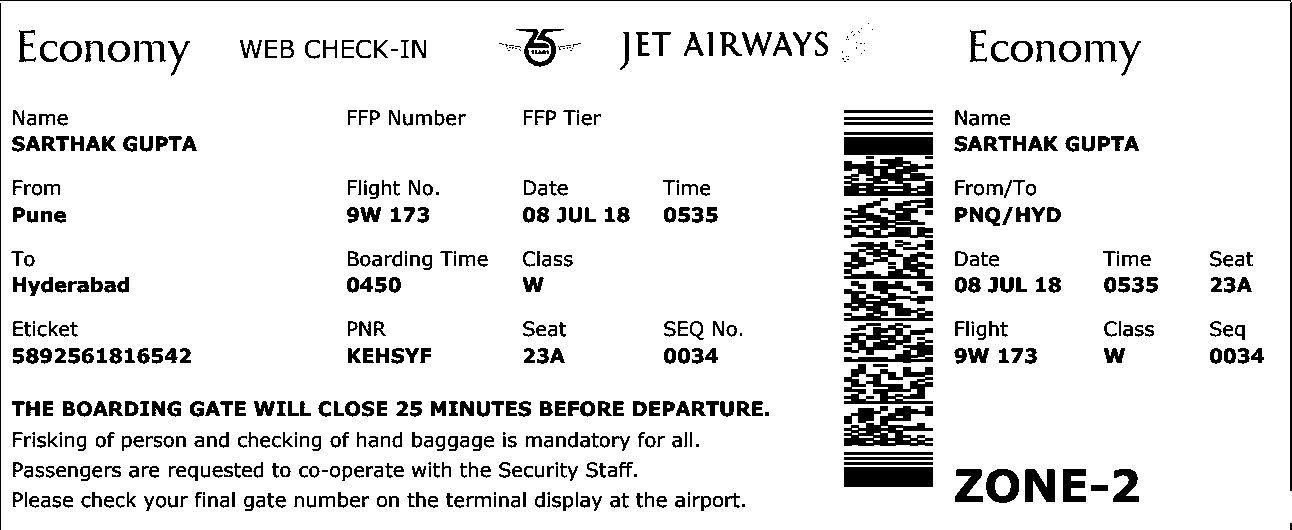 Economy WEB CHECK-IN 25 YEARS JET AIRWAYS Economy
Name FFP Number FFP Tier Name
SARTHAK GUPTA SARTHAK GUPTA
From Flight No. Date Time From/To
Pune 9W 173 08 JUL 18 0535 PNQ/HYD
To Boarding Time Class Date Time Seat
Hyderabad 0450 W 08 JUL 18 0535 23A
Eticket PNR Seat SEQ No. Flight Class Seq
5892561816542 KEHSYF 23A 0034 9W 173 W 0034
THE BOARDING GATE WILL CLOSE 25 MINUTES BEFORE DEPARTURE.
Frisking of person and checking of hand baggage is mandatory for all.
Passengers are requested to co-operate with the Security Staff.
Please check your final gate number on the terminal display at the airport.
ZONE-2